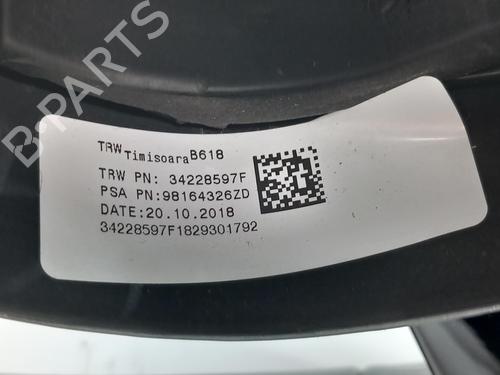 B-PARTS
TRW Timisoara B618
TRW PN: 34228597F
PSA PN:98164326ZD
DATE:20.10.2018
34228597F1829301792